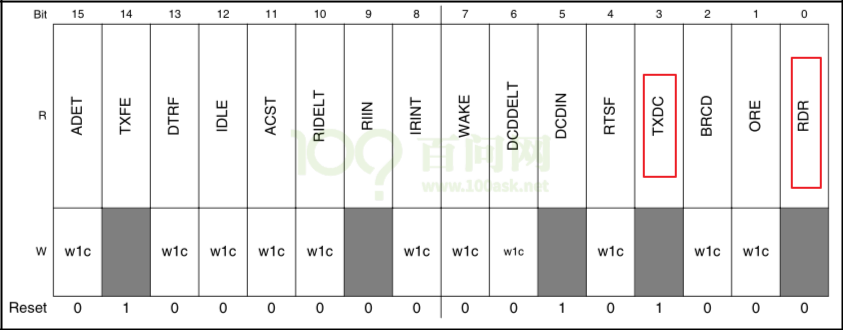 Bit 15 14 13 12 11 10 9 8 7 6 5 4 3 2 1 0
R ADET TXFE DTRF IDLE ACST RIDELT RIIN IRINT WAKE DCDDELT DCDIN RTSF TXDC BRCD ORE RDR
100 百问网
www.100ask.net
W w1c w1c w1c w1c w1c w1c w1c w1c w1c w1c w1c
Reset 0 1 0 0 0 0 0 0 0 0 1 0 1 0 0 0